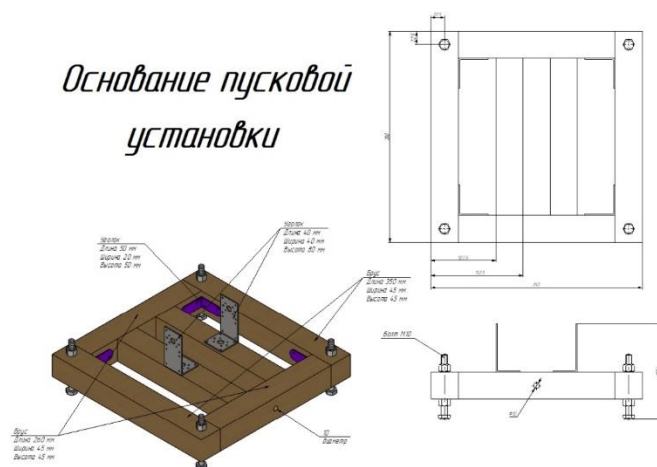 Основание пусковой
установки
Уголок
Длина 50 мм
Ширина 20 мм
Высота 50 мм
Уголок
Длина 40 мм
Ширина 40 мм
Высота 80 мм
Брус
Длина 350 мм
Ширина 45 мм
Высота 45 мм
Брус
Длина 260 мм
Ширина 45 мм
Высота 45 мм
10
Диаметр
Болт М10